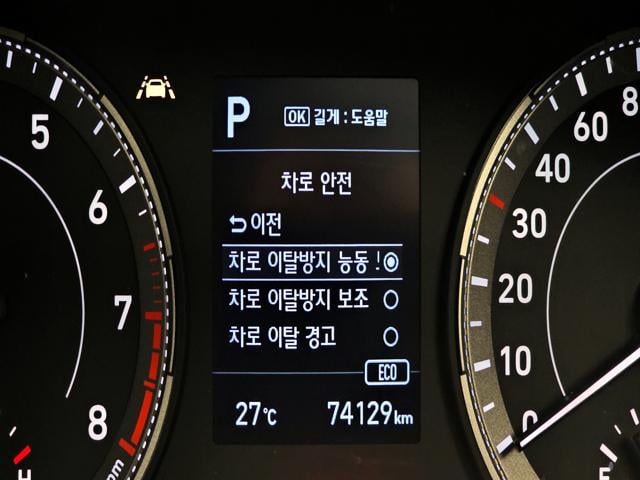 P
OK 길게 : 도움말
차로 안전
이전
차로 이탈방지 능동 !
차로 이탈방지 보조
차로 이탈 경고
ECO
27℃ 74129km
5
6
7
8
H
8
60
40
30
20
10
0
E